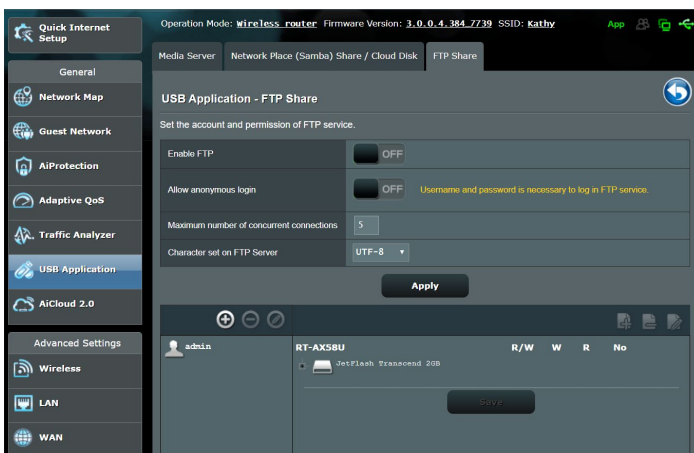 Quick Internet
Setup
Operation Mode: Wireless router Firmware Version: 3.0.0.4.384_7739 SSID: Kathy
App
Media Server
Network Place (Samba) Share / Cloud Disk
FTP Share
General
Network Map
Guest Network
AiProtection
Adaptive QoS
Traffic Analyzer
USB Application
AiCloud 2.0
Advanced Settings
Wireless
LAN
WAN
USB Application - FTP Share
Set the account and permission of FTP service.
Enable FTP
OFF
Allow anonymous login
OFF
Username and password is necessary to log in FTP service.
Maximum number of concurrent connections
5
Character set on FTP Server
UTF-8
Apply
admin
RT-AX58U
R/W W R No
JetFlash Transcend 2GB
Save